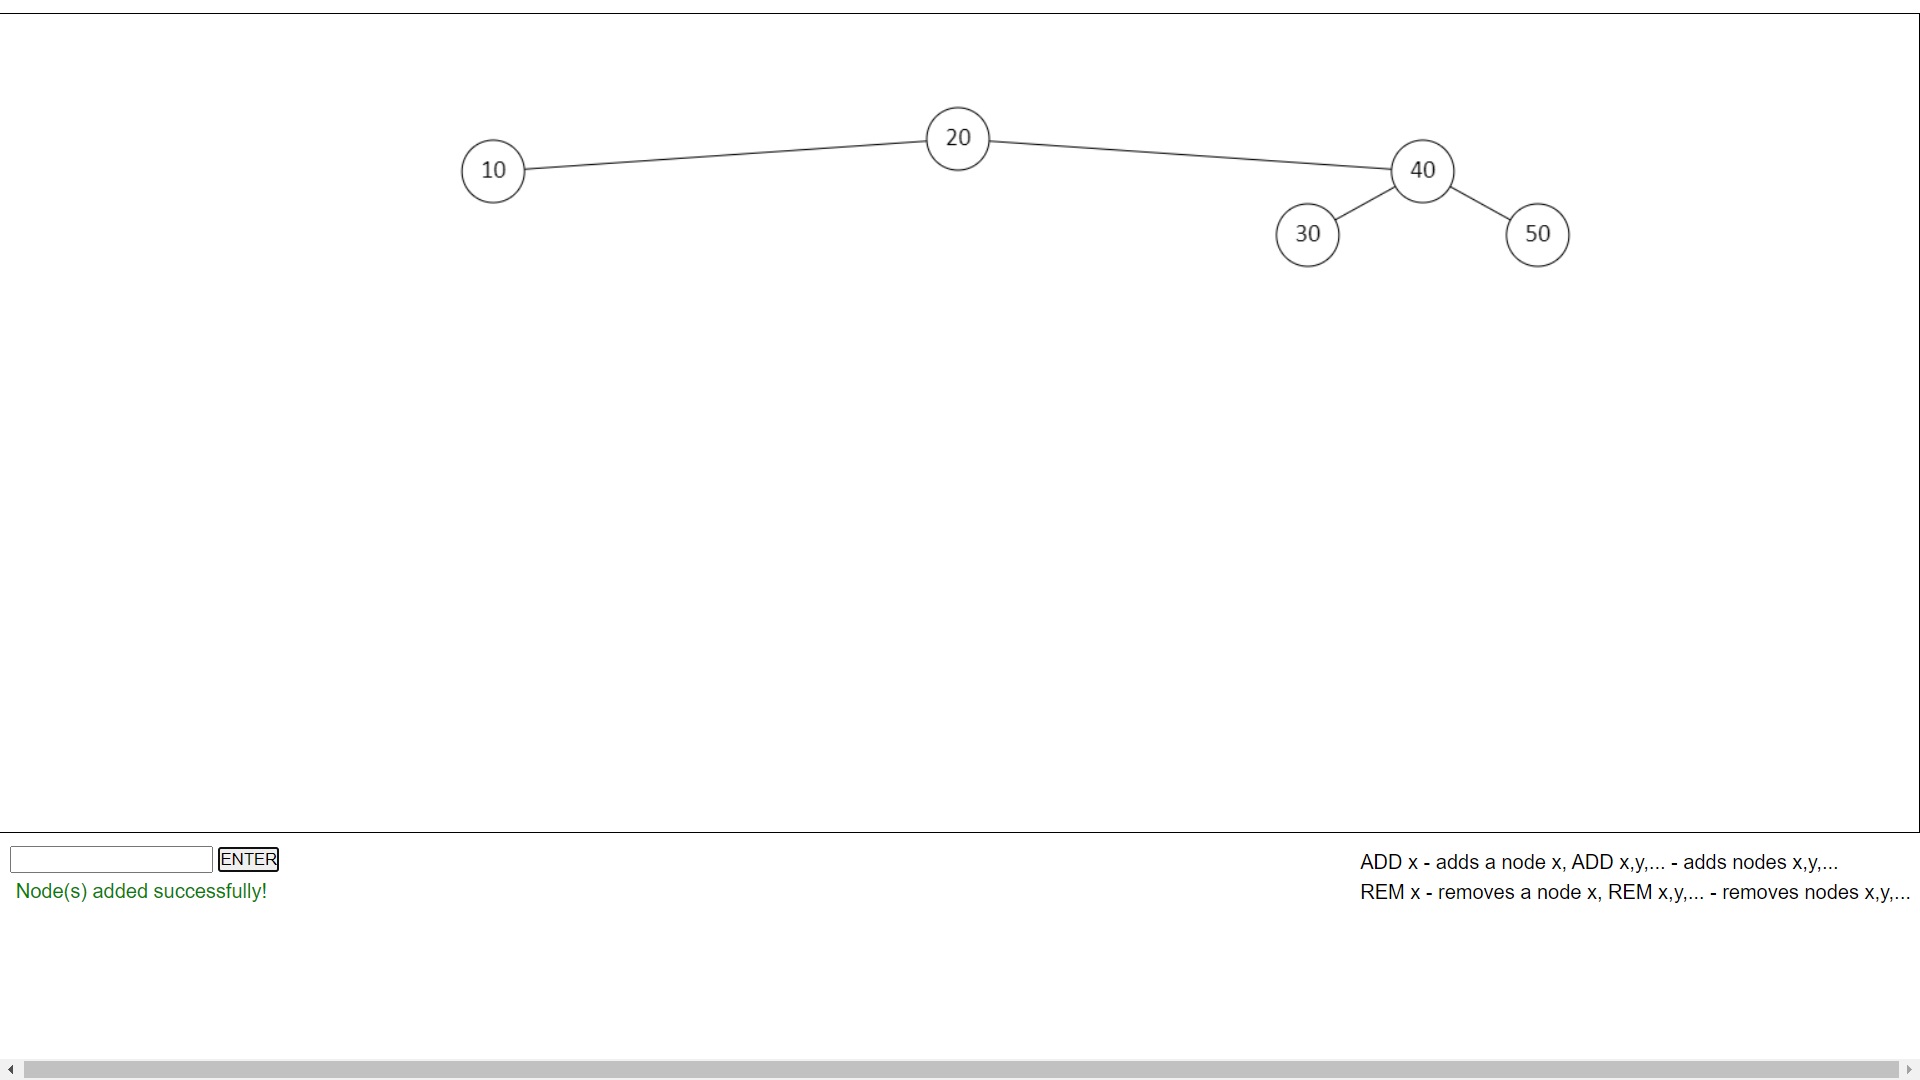 20
10
40
30
50
ENTER
Node(s) added successfully!
ADD x - adds a node x, ADD x,y,... - adds nodes x,y,...
REM x - removes a node x, REM x,y,... - removes nodes x,y,...